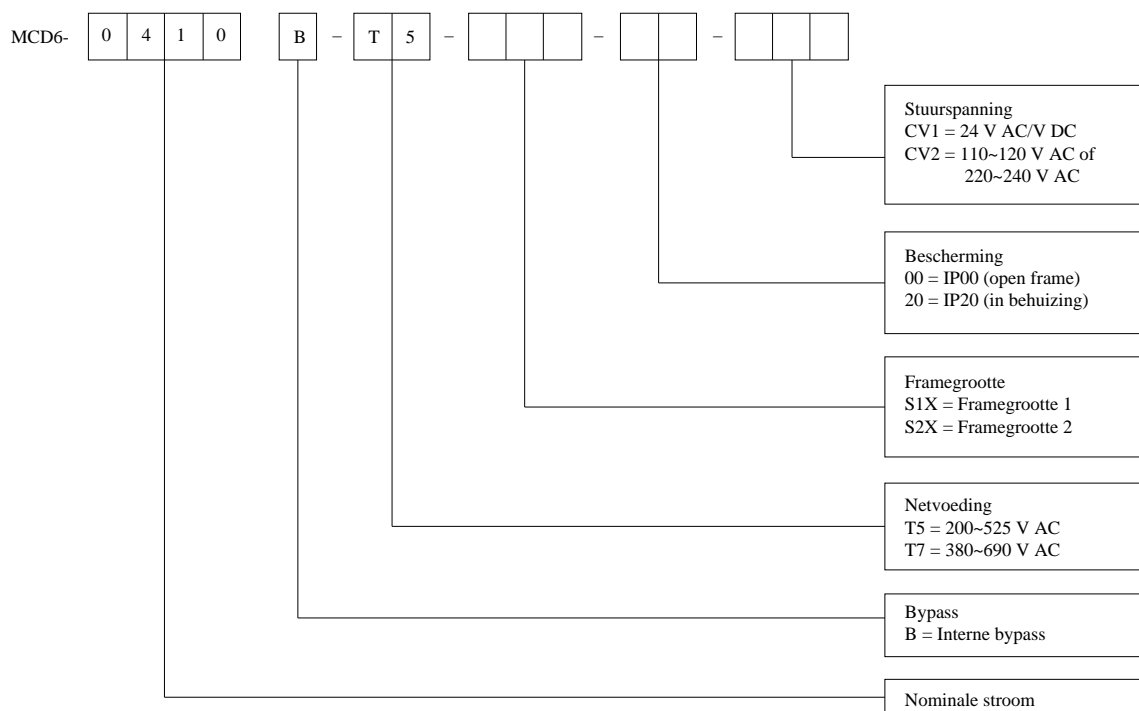 MCD6- 0 4 1 0 B – T 5 – – –
Stuurspanning
CV1 = 24 V AC/V DC
CV2 = 110~120 V AC of
220~240 V AC
Bescherming
00 = IP00 (open frame)
20 = IP20 (in behuizing)
Framegrootte
S1X = Framegrootte 1
S2X = Framegrootte 2
Netvoeding
T5 = 200~525 V AC
T7 = 380~690 V AC
Bypass
B = Interne bypass
Nominale stroom